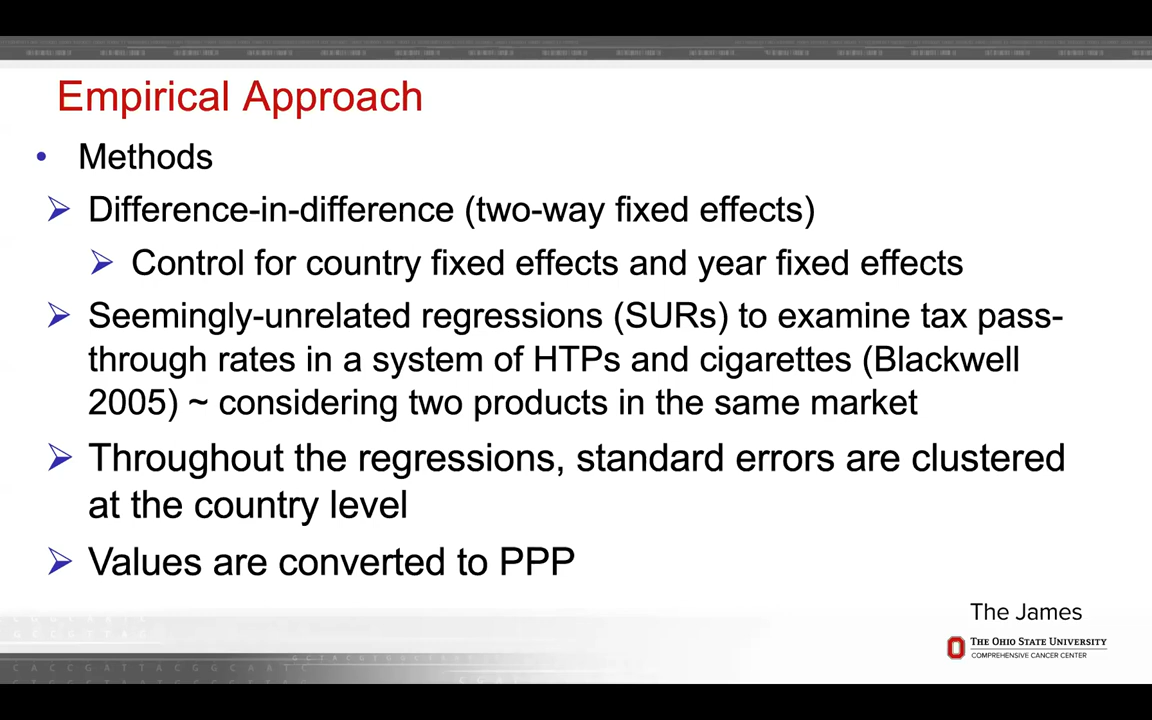 Empirical Approach
• Methods
➢ Difference-in-difference (two-way fixed effects)
➢ Control for country fixed effects and year fixed effects
➢ Seemingly-unrelated regressions (SURs) to examine tax pass-
through rates in a system of HTPs and cigarettes (Blackwell
2005) ~ considering two products in the same market
➢ Throughout the regressions, standard errors are clustered
at the country level
➢ Values are converted to PPP
The James
THE OHIO STATE UNIVERSITY
COMPREHENSIVE CANCER CENTER